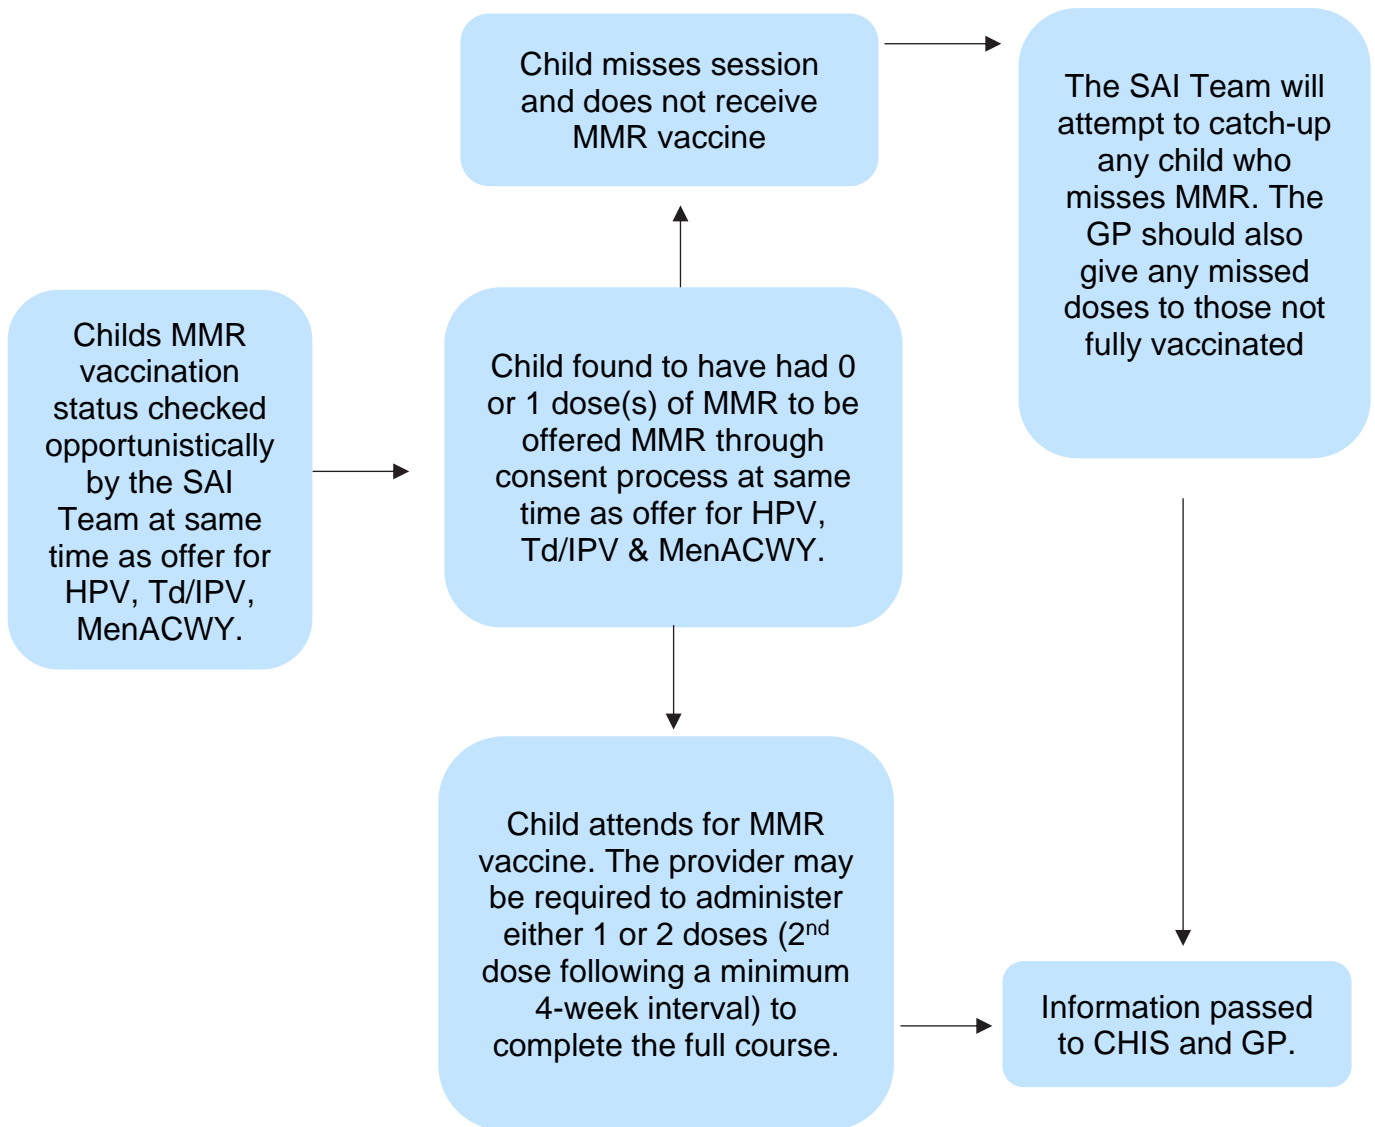 Childs MMR
vaccination
status checked
opportunistically
by the SAI
Team at same
time as offer for
HPV, Td/IPV,
MenACWY.
Child found to have had 0
or 1 dose(s) of MMR to be
offered MMR through
consent process at same
time as offer for HPV,
Td/IPV & MenACWY.
Child misses session
and does not receive
MMR vaccine
The SAI Team will
attempt to catch-up
any child who
misses MMR. The
GP should also
give any missed
doses to those not
fully vaccinated
Child attends for MMR
vaccine. The provider may
be required to administer
either 1 or 2 doses (2nd
dose following a minimum
4-week interval) to
complete the full course.
Information passed
to CHIS and GP.